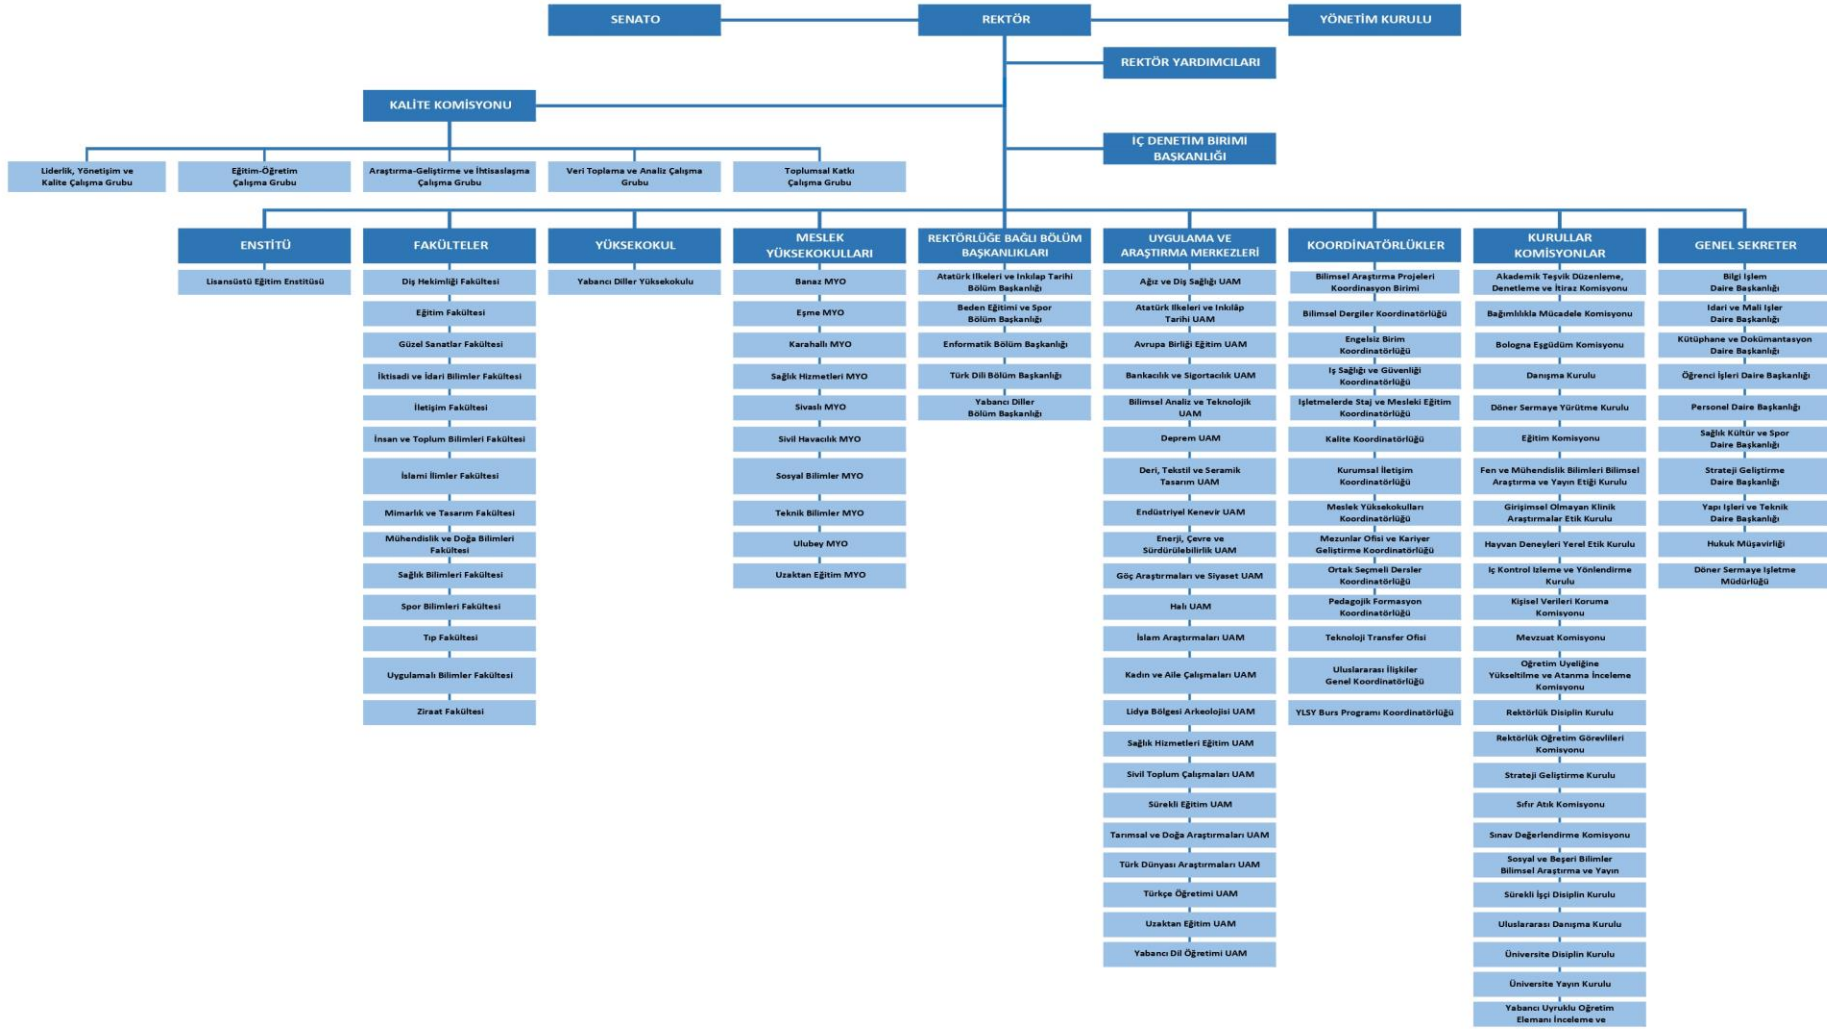 SENATO
REKTÖR
YÖNETİM KURULU
REKTÖR YARDIMCILARI
KALİTE KOMİSYONU
İÇ DENETİM BİRİMİ
BAŞKANLIĞI
Liderlik, Yönetişim ve
Kalite Çalışma Grubu
Eğitim-Öğretim
Çalışma Grubu
Araştırma-Geliştirme ve İhtisaslaşma
Çalışma Grubu
Veri Toplama ve Analiz Çalışma
Grubu
Toplumsal Katkı
Çalışma Grubu
ENSTİTÜ
Lisansüstü Eğitim Enstitüsü
FAKÜLTELER
Diş Hekimliği Fakültesi
Eğitim Fakültesi
Güzel Sanatlar Fakültesi
İktisadi ve İdari Bilimler Fakültesi
İletişim Fakültesi
İnsan ve Toplum Bilimleri Fakültesi
İslami İlimler Fakültesi
Mimarlık ve Tasarım Fakültesi
Mühendislik ve Doğa Bilimleri
Fakültesi
Sağlık Bilimleri Fakültesi
Spor Bilimleri Fakültesi
Tıp Fakültesi
Uygulamalı Bilimler Fakültesi
Ziraat Fakültesi
YÜKSEKOKUL
Yabancı Diller Yüksekokulu
MESLEK
YÜKSEKOKULLARI
Banaz MYO
Eşme MYO
Karahallı MYO
Sağlık Hizmetleri MYO
Sivaslı MYO
Sivil Havacılık MYO
Sosyal Bilimler MYO
Teknik Bilimler MYO
Ulubey MYO
Uzaktan Eğitim MYO
REKTÖRLÜĞE BAĞLI BÖLÜM
BAŞKANLIKLARI
Atatürk İlkeleri ve İnkılap Tarihi
Bölüm Başkanlığı
Beden Eğitimi ve Spor
Bölüm Başkanlığı
Enformatik Bölüm Başkanlığı
Türk Dili Bölüm Başkanlığı
Yabancı Diller
Bölüm Başkanlığı
UYGULAMA VE
ARAŞTIRMA MERKEZLERİ
Ağız ve Diş Sağlığı UAM
Atatürk İlkeleri ve İnkılâp
Tarihi UAM
Avrupa Birliği Eğitim UAM
Bankacılık ve Sigortacılık UAM
Bilimsel Analiz ve Teknolojik
UAM
Deprem UAM
Deri, Tekstil ve Seramik
Tasarım UAM
Endüstriyel Kenevir UAM
Enerji, Çevre ve
Sürdürülebilirlik UAM
Göç Araştırmaları ve Siyaset UAM
Halı UAM
İslam Araştırmaları UAM
Kadın ve Aile Çalışmaları UAM
Lidya Bölgesi Arkeolojisi UAM
Sağlık Hizmetleri Eğitim UAM
Sivil Toplum Çalışmaları UAM
Sürekli Eğitim UAM
Tarımsal ve Doğa Araştırmaları UAM
Türk Dünyası Araştırmaları UAM
Türkçe Öğretimi UAM
Uzaktan Eğitim UAM
Yabancı Dil Öğretimi UAM
KOORDİNATÖRLÜKLER
Bilimsel Araştırma Projeleri
Koordinasyon Birimi
Bilimsel Dergiler Koordinatörlüğü
Engelsiz Birim
Koordinatörlüğü
İş Sağlığı ve Güvenliği
Koordinatörlüğü
İşletmelerde Staj ve Mesleki Eğitim
Koordinatörlüğü
Kalite Koordinatörlüğü
Kurumsal İletişim
Koordinatörlüğü
Meslek Yüksekokulları
Koordinatörlüğü
Mezunlar Ofisi ve Kariyer
Geliştirme Koordinatörlüğü
Ortak Seçmeli Dersler
Koordinatörlüğü
Pedagojik Formasyon
Koordinatörlüğü
Teknoloji Transfer Ofisi
Uluslararası İlişkiler
Genel Koordinatörlüğü
YLSY Burs Programı Koordinatörlüğü
KURULLAR
KOMİSYONLAR
Akademik Teşvik Düzenleme,
Denetleme ve İtiraz Komisyonu
Bağımlılıkla Mücadele Komisyonu
Bologna Eşgüdüm Komisyonu
Danışma Kurulu
Döner Sermaye Yürütme Kurulu
Eğitim Komisyonu
Fen ve Mühendislik Bilimleri Bilimsel
Araştırma ve Yayın Etiği Kurulu
Girişimsel Olmayan Klinik
Araştırmalar Etik Kurulu
Hayvan Deneyleri Yerel Etik Kurulu
İç Kontrol İzleme ve Yönlendirme
Kurulu
Kişisel Verileri Koruma
Komisyonu
Mevzuat Komisyonu
Öğretim Üyeliğine
Yükseltilme ve Atanma İnceleme
Komisyonu
Rektörlük Disiplin Kurulu
Rektörlük Öğretim Görevlileri
Komisyonu
Strateji Geliştirme Kurulu
Sıfır Atık Komisyonu
Sınav Değerlendirme Komisyonu
Sosyal ve Beşeri Bilimler
Bilimsel Araştırma ve Yayın
Sürekli İşçi Disiplin Kurulu
Uluslararası Danışma Kurulu
Üniversite Disiplin Kurulu
Üniversite Yayın Kurulu
Yabancı Uyruklu Öğretim
Elemanı İnceleme ve
GENEL SEKRETER
Bilgi İşlem
Daire Başkanlığı
İdari ve Mali İşler
Daire Başkanlığı
Kütüphane ve Dokümantasyon
Daire Başkanlığı
Öğrenci İşleri Daire Başkanlığı
Personel Daire Başkanlığı
Sağlık Kültür ve Spor
Daire Başkanlığı
Strateji Geliştirme
Daire Başkanlığı
Yapı İşleri ve Teknik
Daire Başkanlığı
Hukuk Müşavirliği
Döner Sermaye İşletme
Müdürlüğü